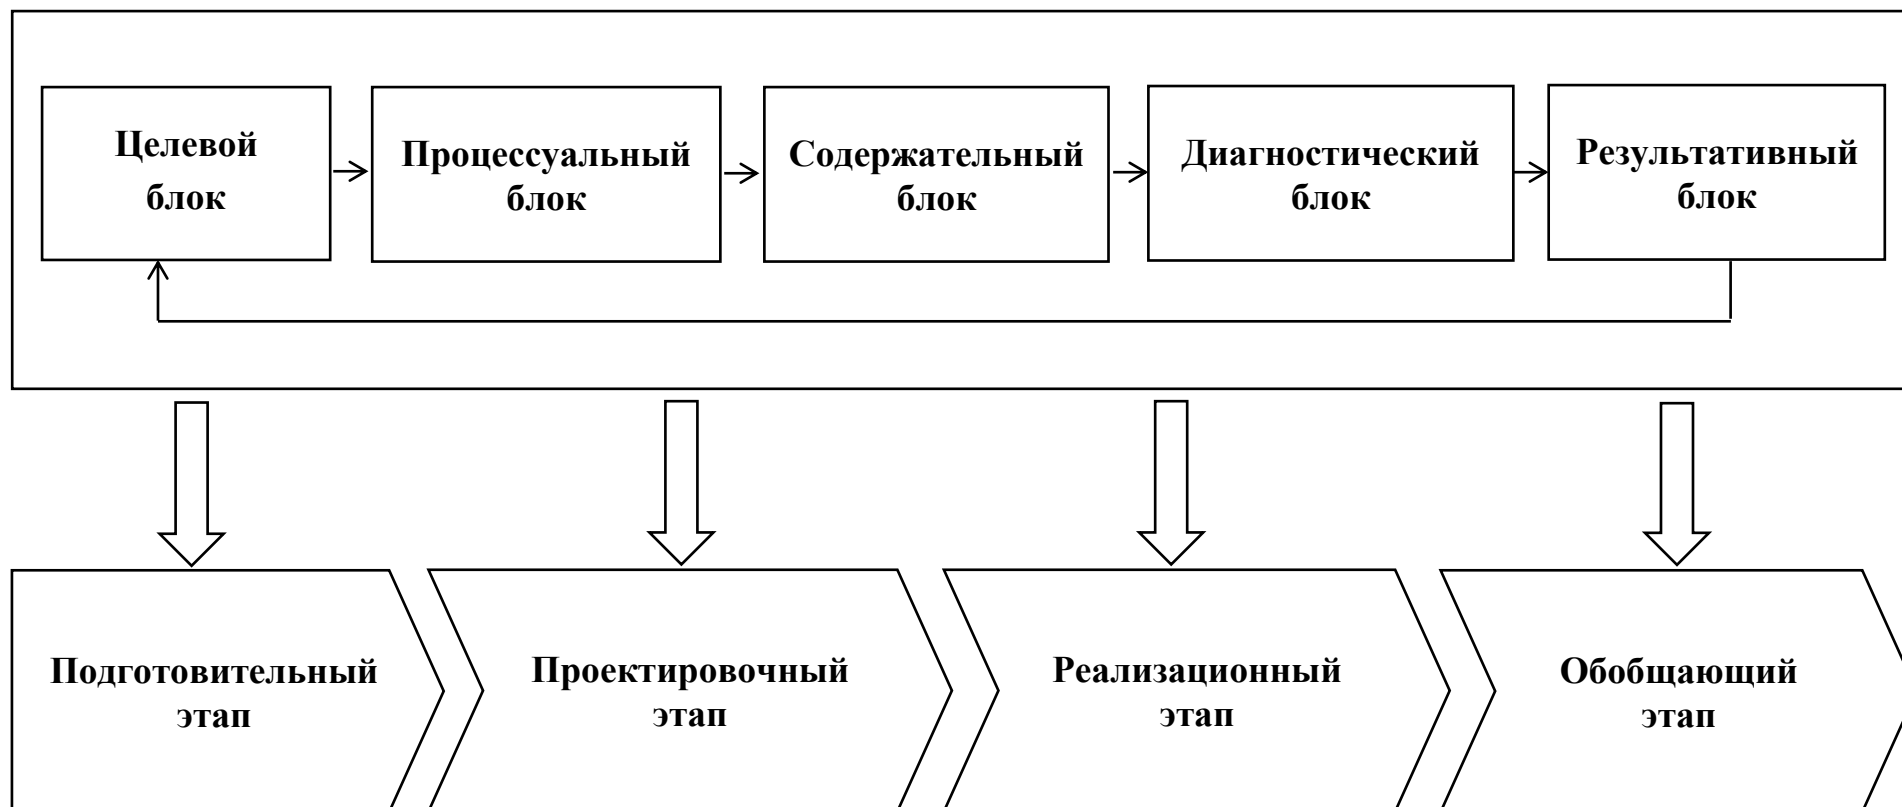 Целевой
блок
Процессуальный
блок
Содержательный
блок
Диагностический
блок
Результативный
блок
Подготовительный
этап
Проектировочный
этап
Реализационный
этап
Обобщающий
этап